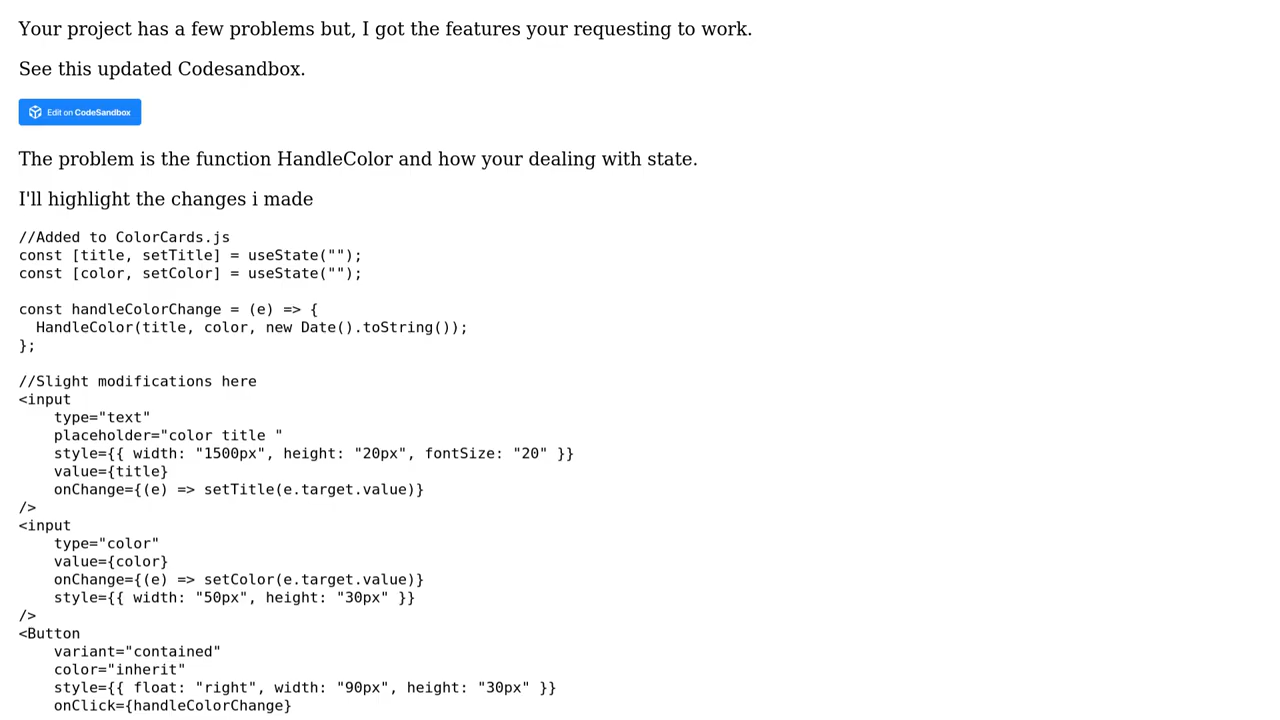 Your project has a few problems but, I got the features your requesting to work.
See this updated Codesandbox.
Edit on CodeSandbox
The problem is the function HandleColor and how your dealing with state.
I'll highlight the changes i made
//Added to ColorCards.js
const [title, setTitle] = useState("");
const [color, setColor] = useState("");
const handleColorChange = (e) => {
  HandleColor(title, color, new Date().toString());
};
//Slight modifications here
<input
    type="text"
    placeholder="color title "
    style={{ width: "1500px", height: "20px", fontSize: "20" }}
    value={title}
    onChange={(e) => setTitle(e.target.value)}
/>
<input
    type="color"
    value={color}
    onChange={(e) => setColor(e.target.value)}
    style={{ width: "50px", height: "30px" }}
/>
<Button
    variant="contained"
    color="inherit"
    style={{ float: "right", width: "90px", height: "30px" }}
    onClick={handleColorChange}